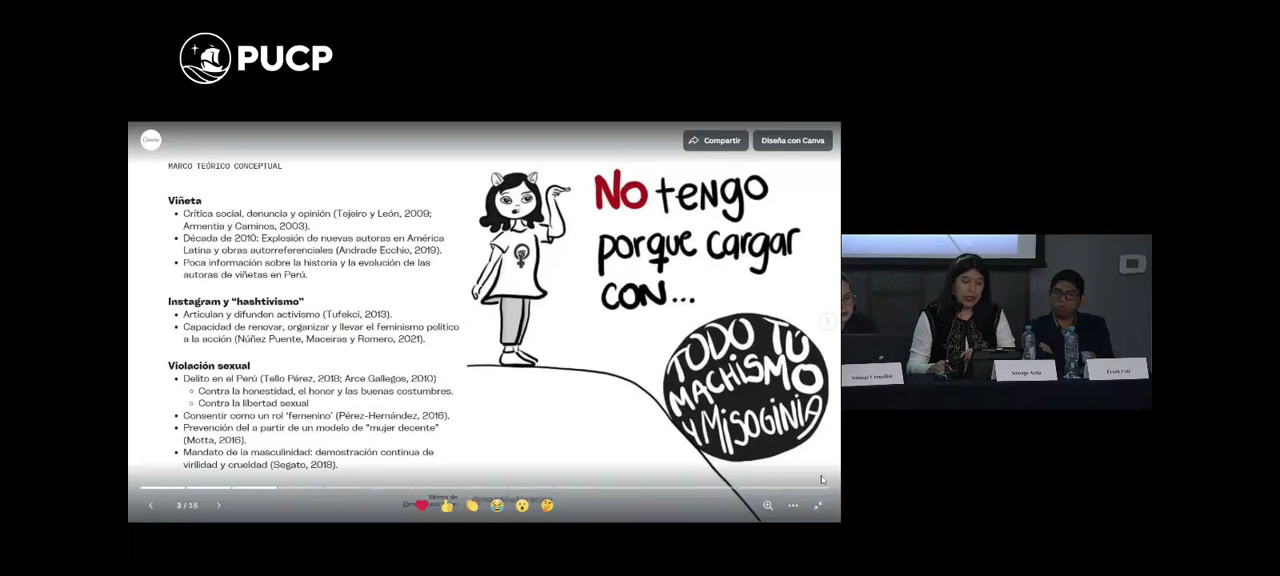 PUCP
Compartir
Diseña con Canva
MARCO TEÓRICO CONCEPTUAL
Viñeta
• Crítica social, denuncia y opinión (Tejeiro y León, 2009;
Armentia y Caminos, 2003).
• Década de 2010: Explosión de nuevas autoras en América
Latina y obras autorreferenciales (Andrade Ecchio, 2019).
• Poca información sobre la historia y la evolución de las
autoras de viñetas en Perú.
Instagram y “hashtivismo”
• Articulan y difunden activismo (Tufekci, 2013).
• Capacidad de renovar, organizar y llevar el feminismo político
a la acción (Núñez Puente, Maceiras y Romero, 2021).
Violación sexual
• Delito en el Perú (Tello Pérez, 2018; Arce Gallegos, 2010)
○ Contra la honestidad, el honor y las buenas costumbres.
○ Contra la libertad sexual
• Consentir como un rol ‘femenino’ (Pérez-Hernández, 2016).
• Prevención del a partir de un modelo de "mujer decente"
(Motta, 2016).
• Mandato de la masculinidad: demostración continua de
virilidad y crueldad (Segato, 2018).
NO tengo
porque cargar
CON...
TODO TÚ
MACHISMO
Y MISOGINIA
Viñeta de
3 / 15
Solange Avila